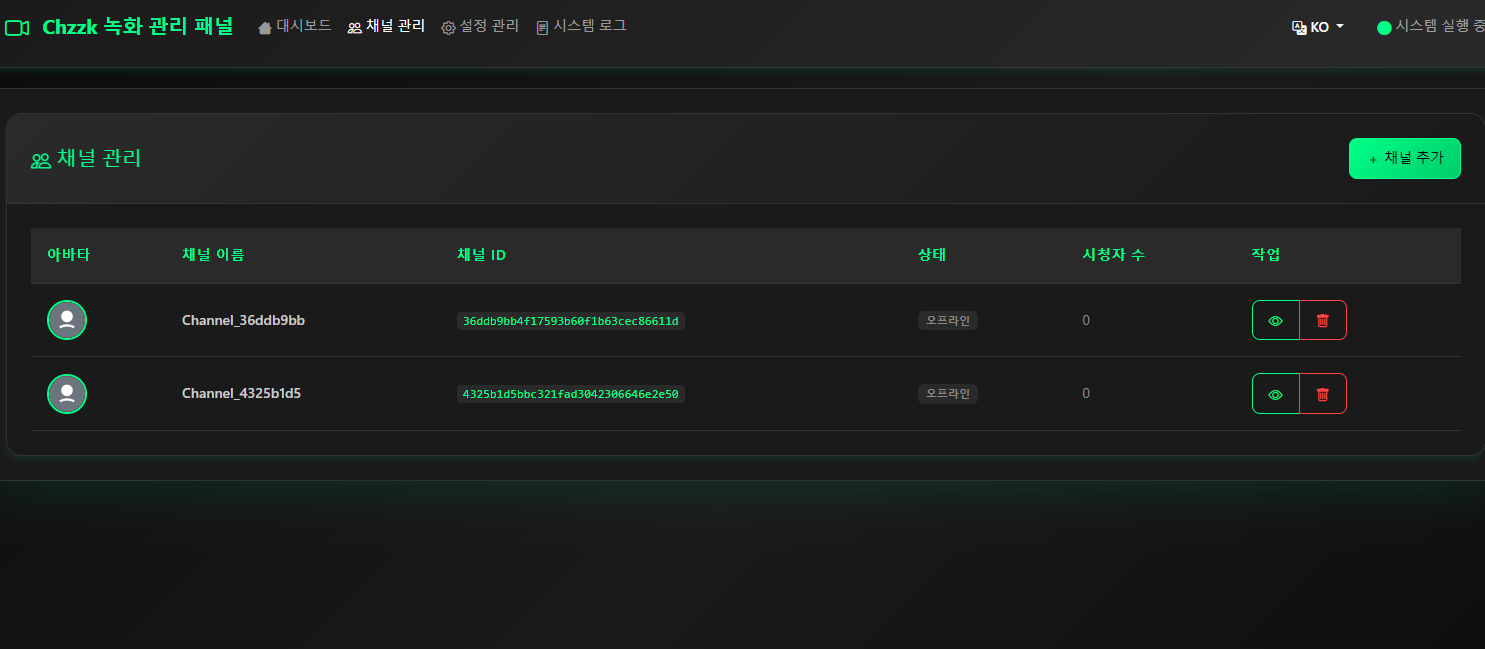 Chzzk 녹화 관리 패널 대시보드 채널 관리 설정 관리 시스템 로그 KO 시스템 실행 중
채널 관리 + 채널 추가
아바타 채널 이름 채널 ID 상태 시청자 수 작업
Channel_36ddb9bb 36ddb9bb4f17593b60f1b63cec86611d 오프라인 0
Channel_4325b1d5 4325b1d5bbc321fad3042306646e2e50 오프라인 0